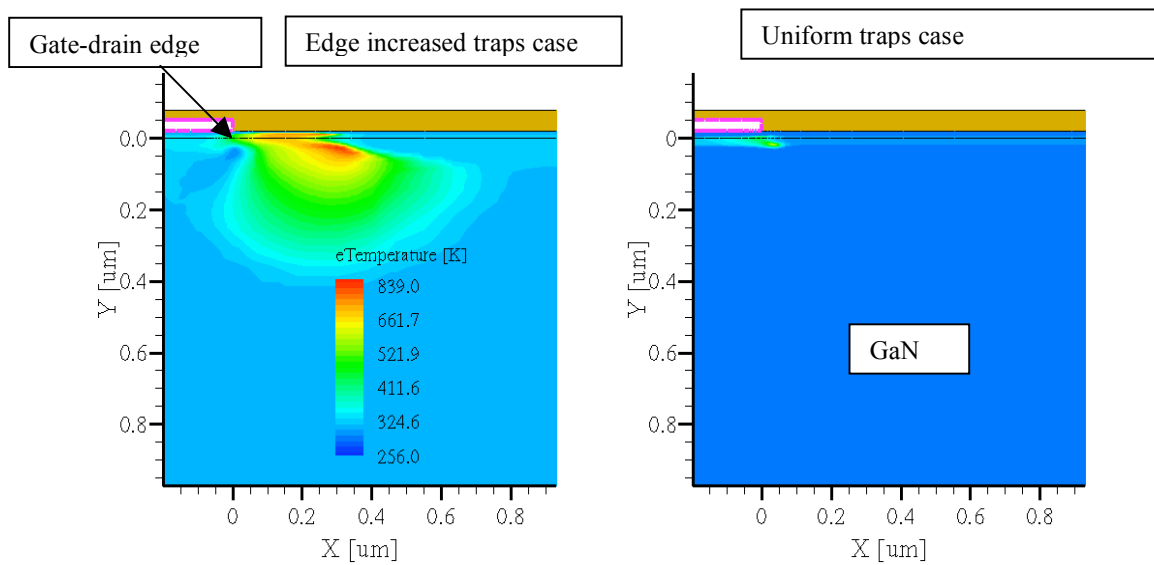 Gate-drain edge
Edge increased traps case
Uniform traps case
0.0
0.2
0.4
0.6
0.8
Y [um]
0
0.2
0.4
0.6
0.8
X [um]
eTemperature [K]
839.0
661.7
521.9
411.6
324.6
256.0
0.0
0.2
0.4
0.6
0.8
Y [um]
GaN
0
0.2
0.4
0.6
0.8
X [um]